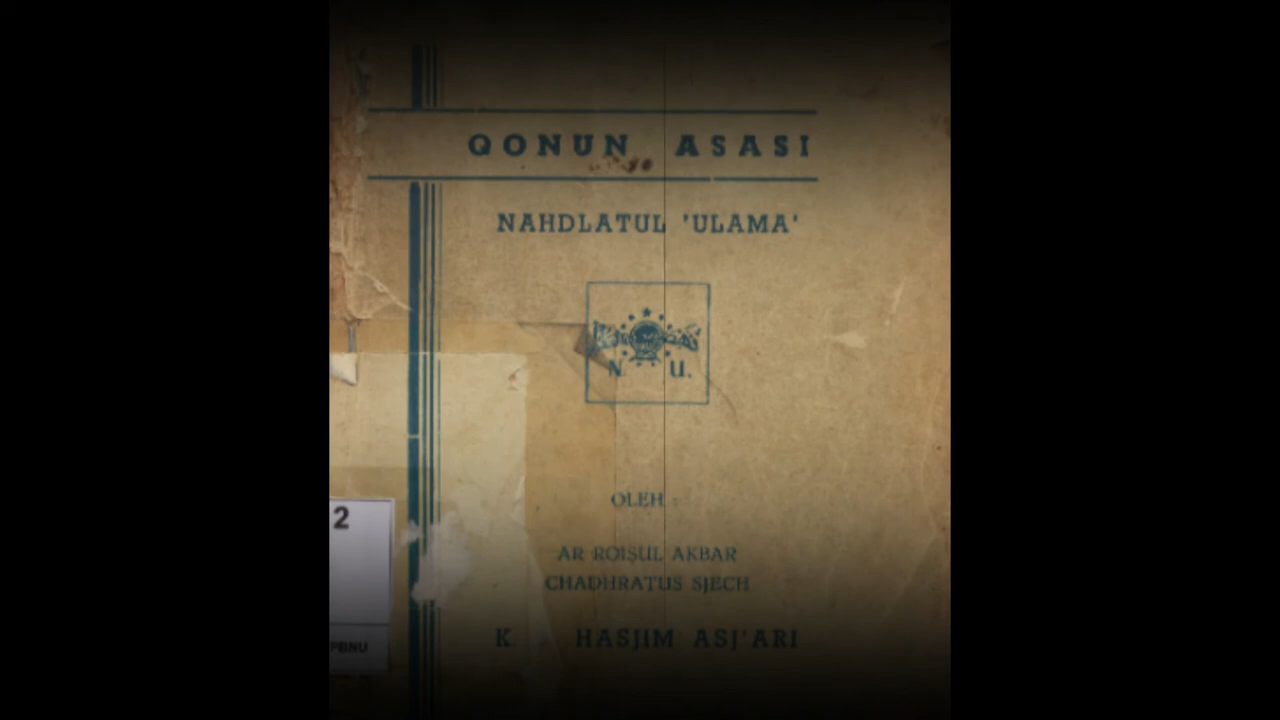 QONUN ASASI
NAHDLATUL 'ULAMA'
N. U.
OLEH :
AR ROISUL AKBAR
CHADHRATUS SJECH
K. HASJIM ASJ'ARI
2
PBNU